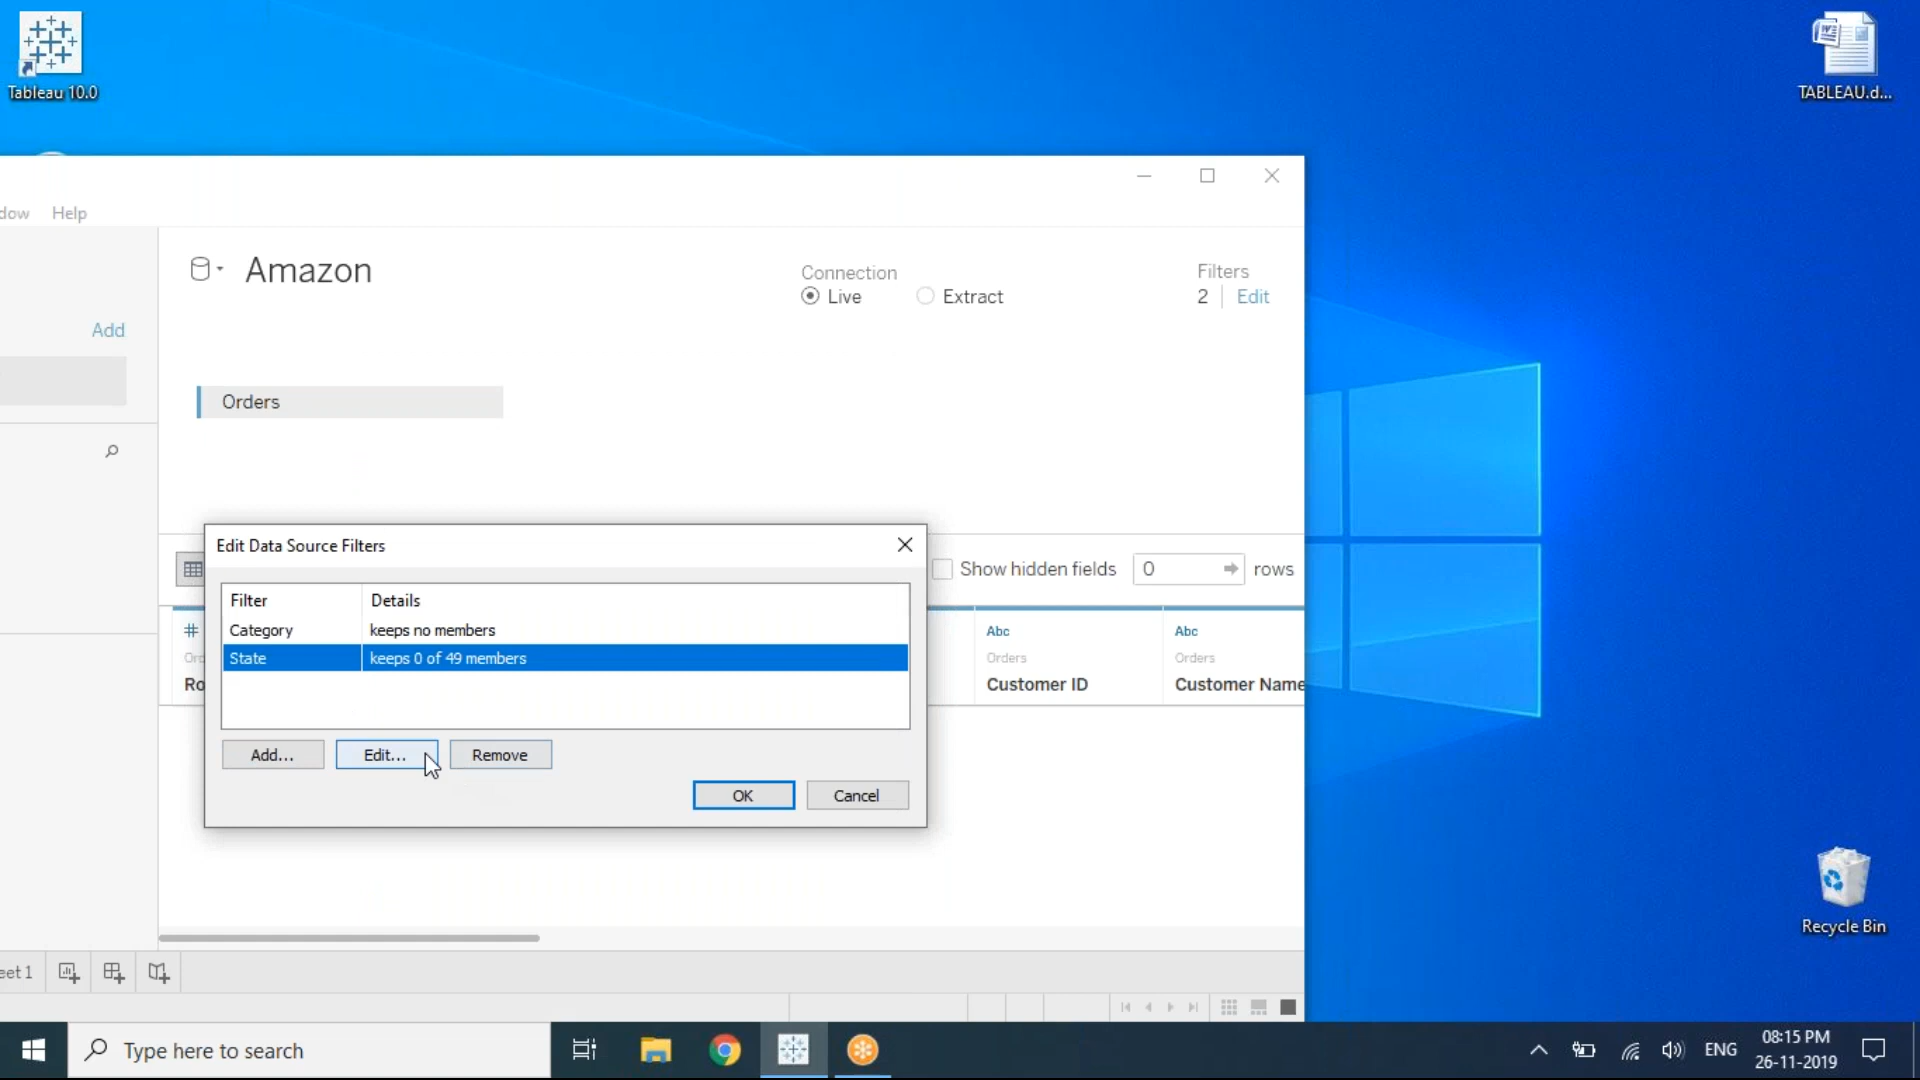 Tableau 10.0
TABLEAU.d...
dow Help
Amazon
Connection
Live Extract
Filters
2 Edit
Add
Orders
Edit Data Source Filters
Show hidden fields 0 rows
Filter Details
Category keeps no members
State keeps 0 of 49 members
Add... Edit... Remove
OK Cancel
Ord
Ro
Abc
Orders
Customer ID
Abc
Orders
Customer Name
Recycle Bin
eet 1
Type here to search
ENG
08:15 PM
26-11-2019